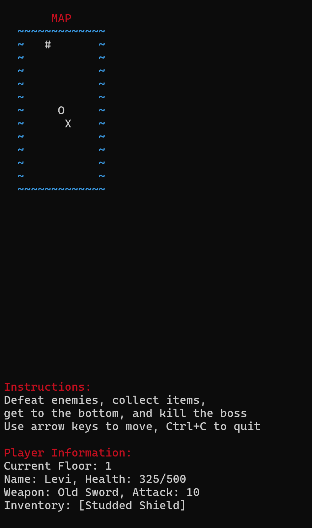 MAP
~~~~~~~~~~~~~
~   #       ~
~           ~
~           ~
~           ~
~           ~
~     O     ~
~      X    ~
~           ~
~           ~
~           ~
~           ~
~~~~~~~~~~~~~
Instructions:
Defeat enemies, collect items,
get to the bottom, and kill the boss
Use arrow keys to move, Ctrl+C to quit
Player Information:
Current Floor: 1
Name: Levi, Health: 325/500
Weapon: Old Sword, Attack: 10
Inventory: [Studded Shield]